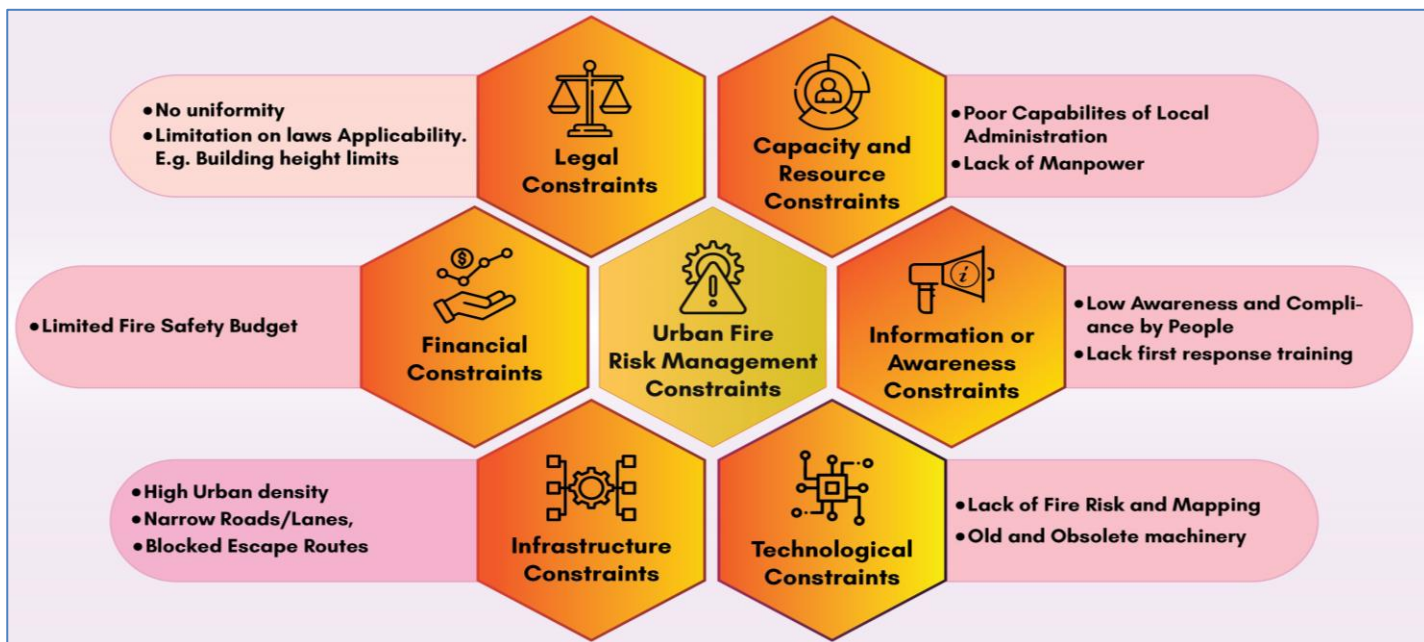 ●No uniformity
●Limitation on laws Applicability.
E.g. Building height limits
Legal
Constraints
Capacity and
Resource
Constraints
●Poor Capabilites of Local
Administration
●Lack of Manpower
●Limited Fire Safety Budget
$
Financial
Constraints
!
Urban Fire
Risk Management
Constraints
i
Information or
Awareness
Constraints
●Low Awareness and Compli-
ance by People
●Lack first response training
●High Urban density
●Narrow Roads/Lanes,
●Blocked Escape Routes
Infrastructure
Constraints
Technological
Constraints
●Lack of Fire Risk and Mapping
●Old and Obsolete machinery